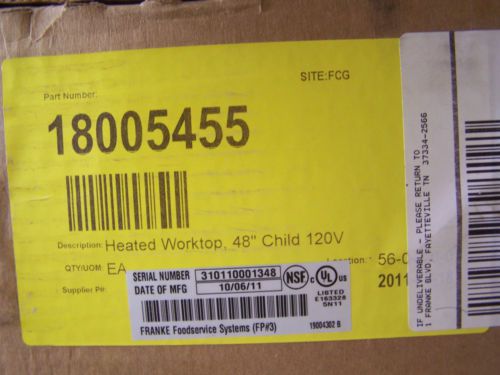 SITE:FCG
Part Number:
18005455
Description: Heated Worktop, 48" Child 120V
QTY/UOM: EA
Supplier P#:
56-0
2011
SERIAL NUMBER 310110001348
DATE OF MFG 10/06/11
NSF
C UL US
LISTED
E163328
5N11
FRANKE Foodservice Systems (FP#3)
19004302 B
IF UNDELIVERABLE - PLEASE RETURN TO
1 FRANKE BLVD, FAYETTEVILLE TN 37334-2566